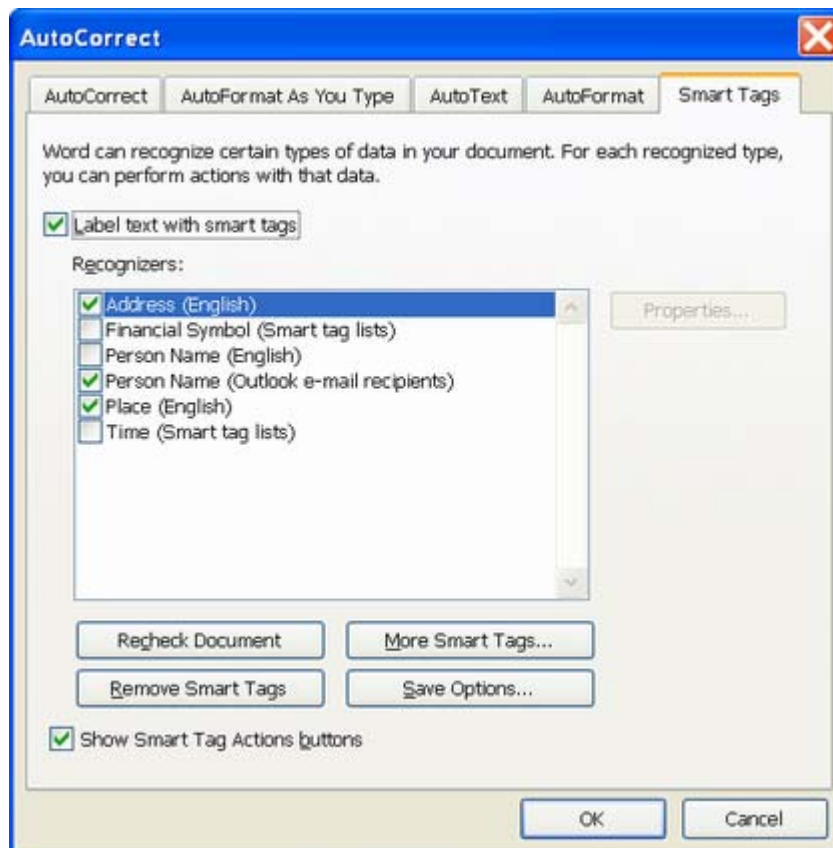 AutoCorrect
AutoCorrect
AutoFormat As You Type
AutoText
AutoFormat
Smart Tags
Word can recognize certain types of data in your document. For each recognized type,
you can perform actions with that data.
Label text with smart tags
Recognizers:
Address (English)
Financial Symbol (Smart tag lists)
Person Name (English)
Person Name (Outlook e-mail recipients)
Place (English)
Time (Smart tag lists)
Properties...
Recheck Document
More Smart Tags...
Remove Smart Tags
Save Options...
Show Smart Tag Actions buttons
OK
Cancel